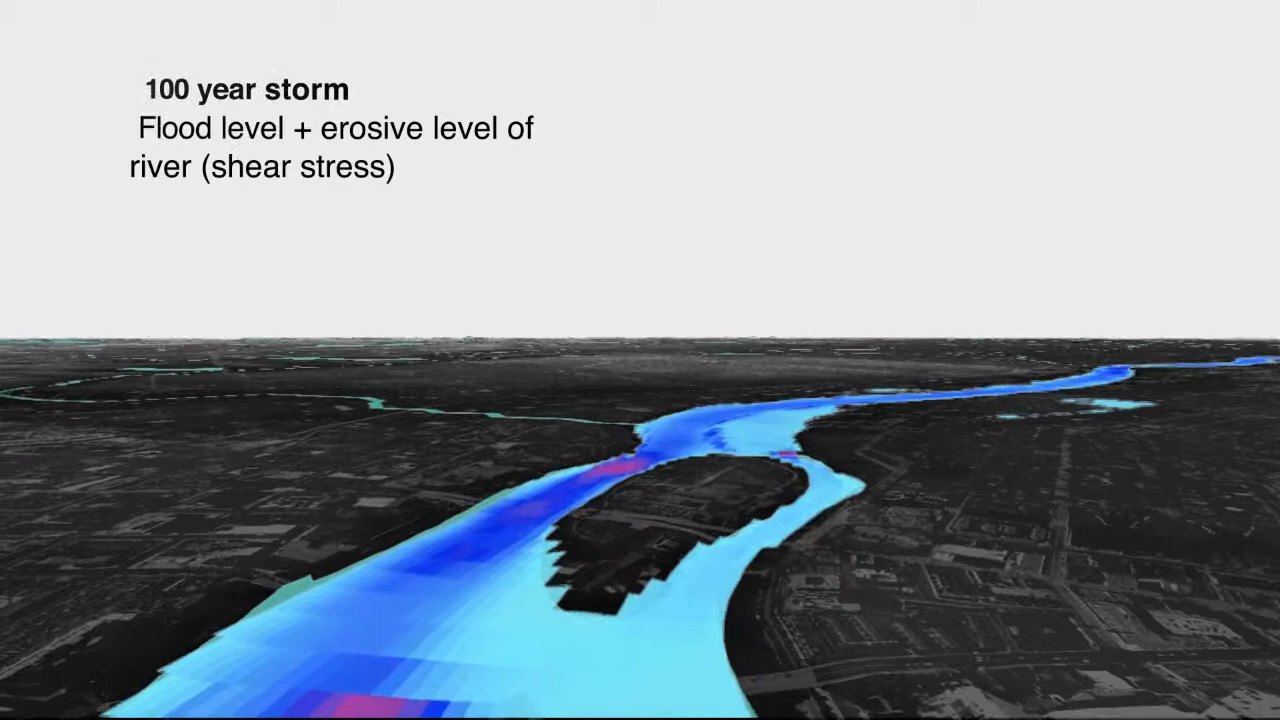 100 year storm
Flood level + erosive level of
river (shear stress)